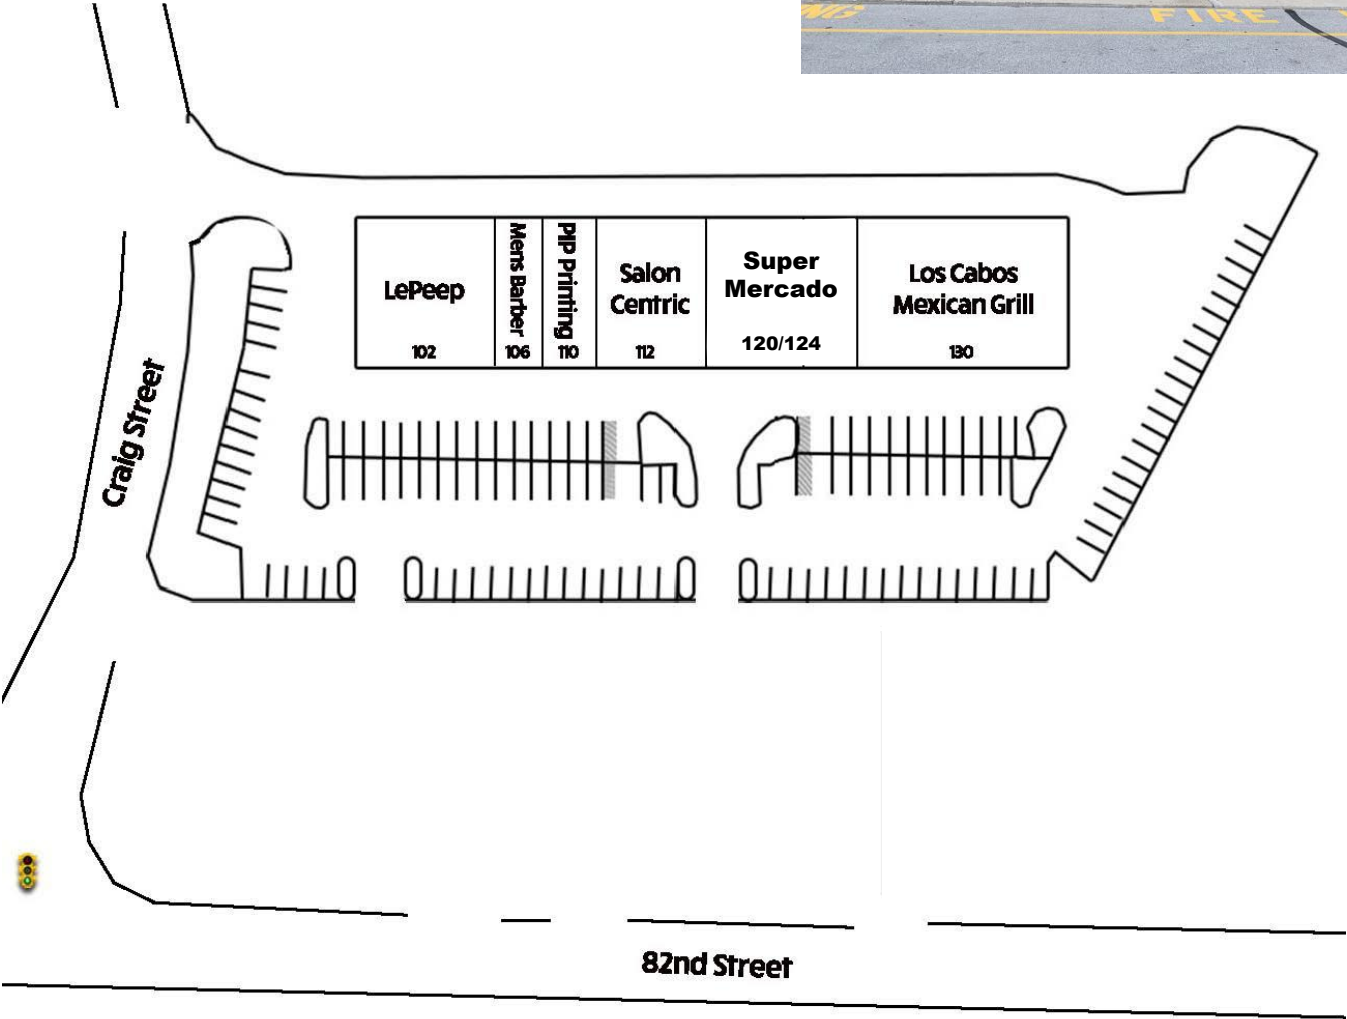 FIRE
LePeep
102
Mens Barber
106
PIP Printing
110
Salon
Centric
112
Super
Mercado
120/124
Los Cabos
Mexican Grill
130
Craig Street
82nd Street